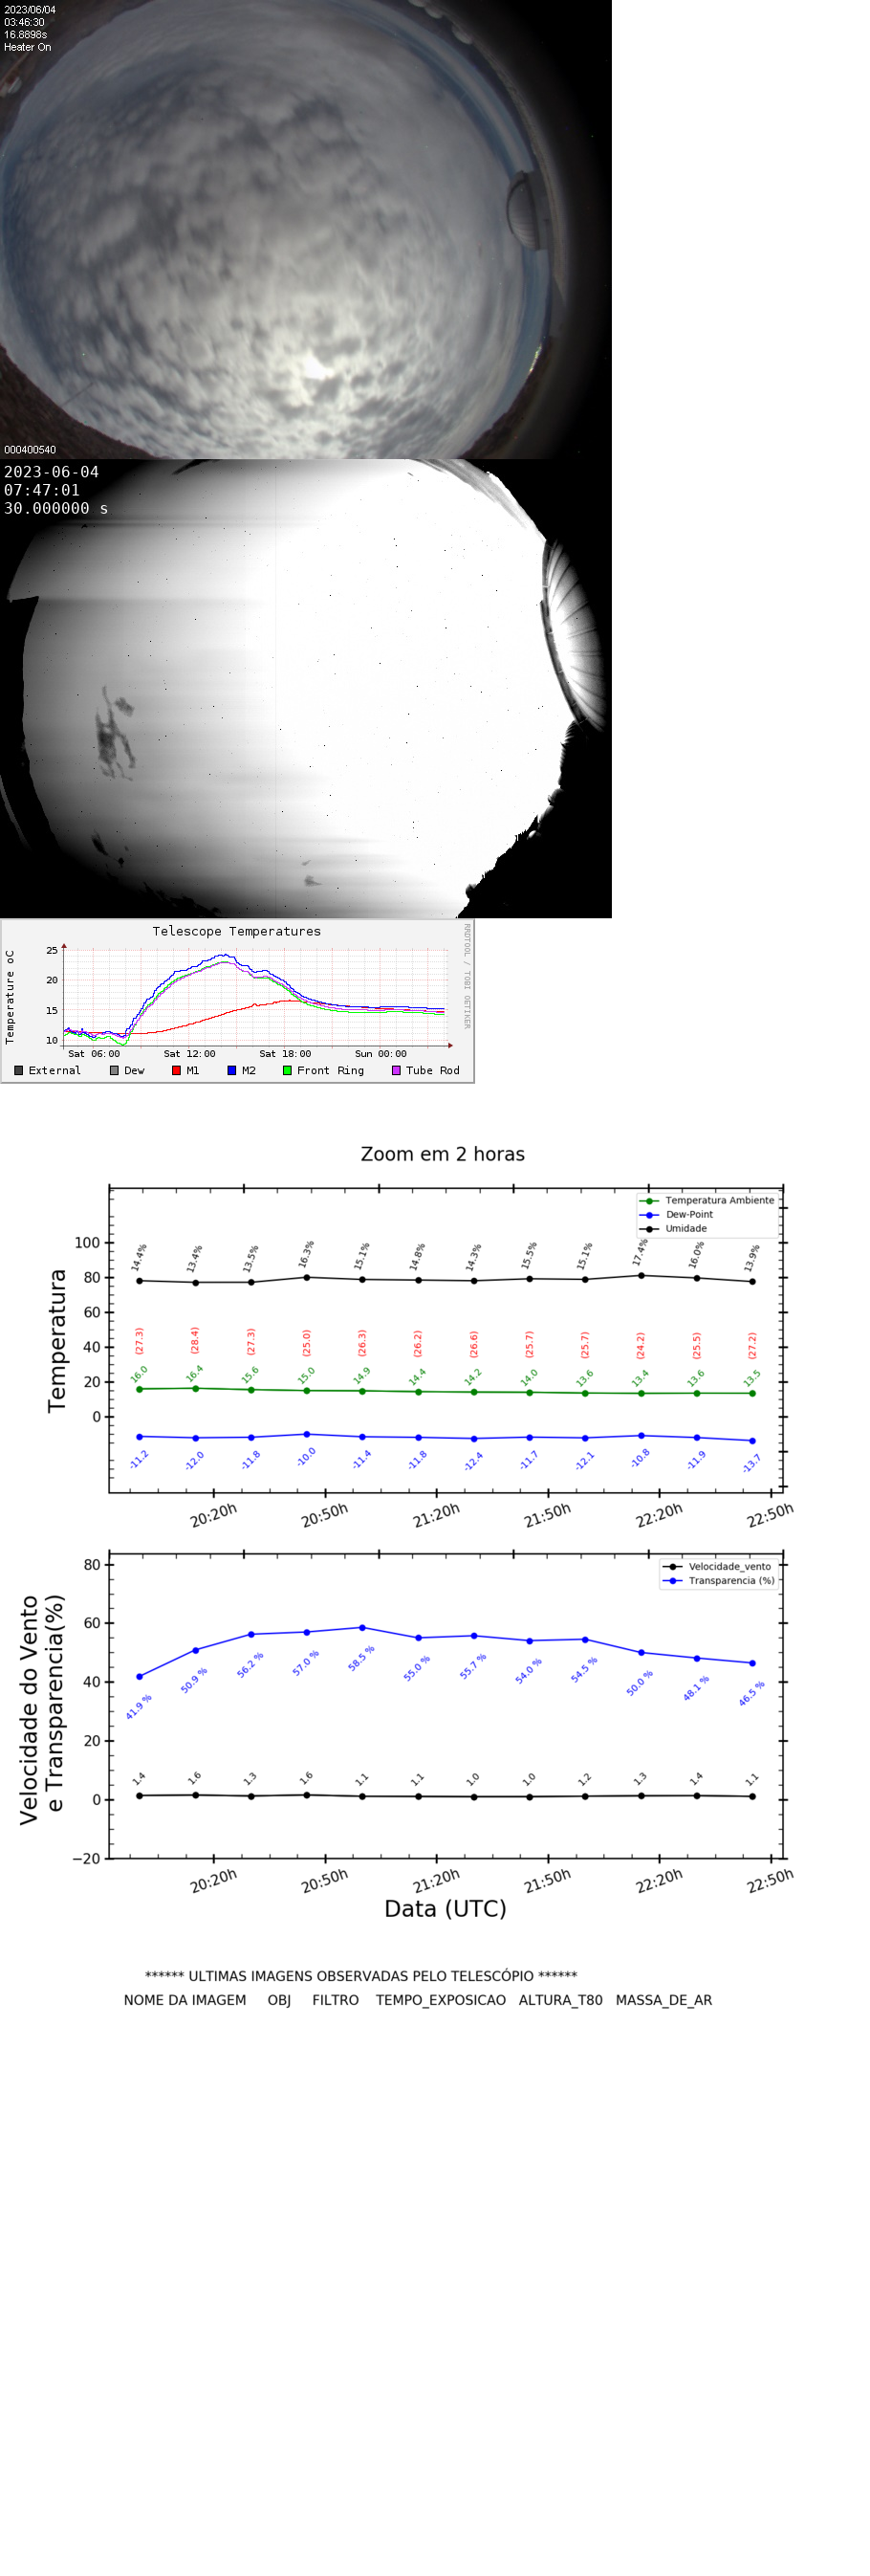 2023/06/04
03:46:30
16.8898s
Heater On
000400540
2023-06-04
07:47:01
30.000000 s
Telescope Temperatures
RRDTOOL / TOBI OETIKER
Temperature oC
25
20
15
10
Sat 06:00 Sat 12:00 Sat 18:00 Sun 00:00
External Dew M1 M2 Front Ring Tube Rod
Zoom em 2 horas
Temperatura Ambiente
Dew-Point
Umidade
Temperatura
100
80
60
40
20
0
14.4% 13.4% 13.5% 16.3% 15.1% 14.8% 14.3% 15.5% 15.1% 17.4% 16.0% 13.9%
(27.3) (28.4) (27.3) (25.0) (26.3) (26.2) (26.6) (25.7) (25.7) (24.2) (25.5) (27.2)
16.0 16.4 15.6 15.0 14.9 14.4 14.2 14.0 13.6 13.4 13.6 13.5
-11.2 -12.0 -11.8 -10.0 -11.4 -11.8 -12.4 -11.7 -12.1 -10.8 -11.9 -13.7
20:20h 20:50h 21:20h 21:50h 22:20h 22:50h
Velocidade_vento
Transparencia (%)
Velocidade do Vento
e Transparencia(%)
80
60
40
20
0
−20
41.9 % 50.9 % 56.2 % 57.0 % 58.5 % 55.0 % 55.7 % 54.0 % 54.5 % 50.0 % 48.1 % 46.5 %
1.4 1.6 1.3 1.6 1.1 1.1 1.0 1.0 1.2 1.3 1.4 1.1
20:20h 20:50h 21:20h 21:50h 22:20h 22:50h
Data (UTC)
****** ULTIMAS IMAGENS OBSERVADAS PELO TELESCÓPIO ******
NOME DA IMAGEM OBJ FILTRO TEMPO_EXPOSICAO ALTURA_T80 MASSA_DE_AR